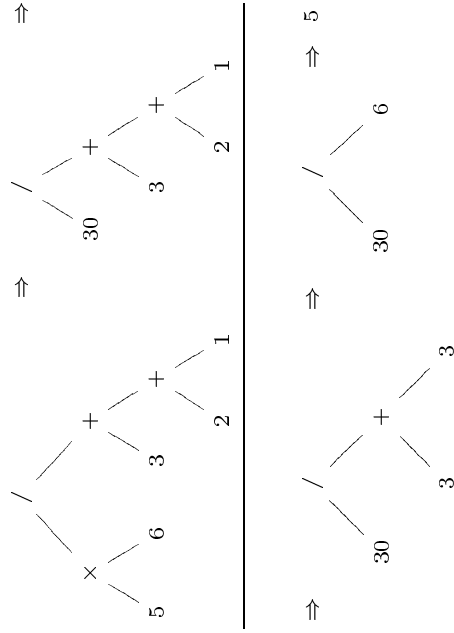 / ⇒ / ⇒
× + 30 +
5 6 3 + 3 +
2 1 2 1
⇒ / ⇒ / ⇒ 5
30 + 30 6
3 3